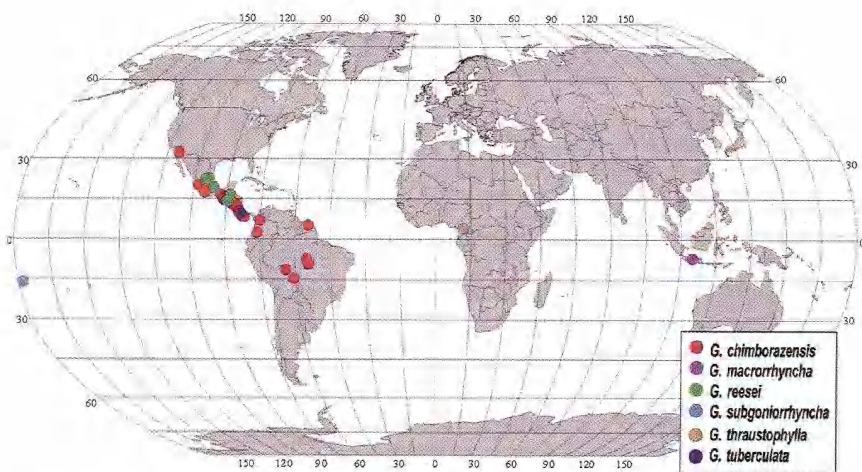 150 120 90 60 30 0 30 60 90 120 150
60 60
30 30
0 0
30 30
60
G. chimborazensis
G. macrorrhyncha
G. reesei
G. subgoniorrhyncha
G. thraustophylla
G. tuberculata
150 120 90 60 30 0 30 60 90 120 150